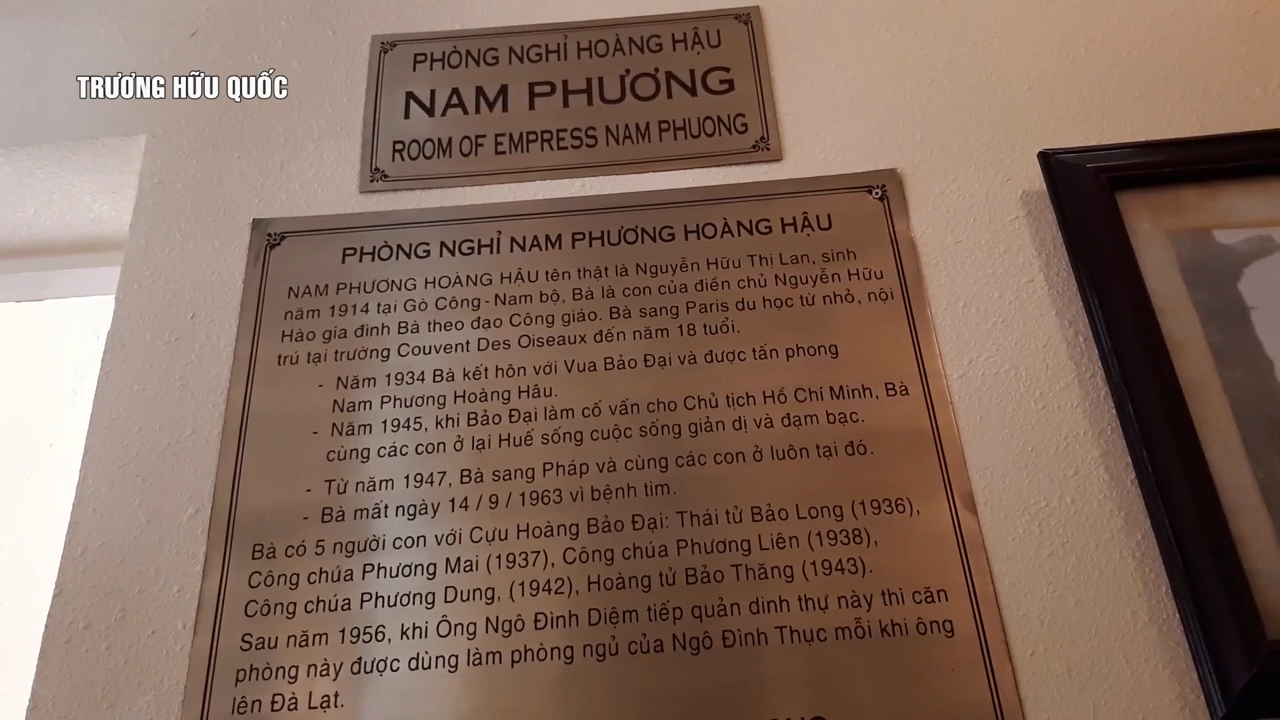 TRƯƠNG HỮU QUỐC
PHÒNG NGHỈ HOÀNG HẬU
NAM PHƯƠNG
ROOM OF EMPRESS NAM PHUONG
PHÒNG NGHỈ NAM PHƯƠNG HOÀNG HẬU
NAM PHƯƠNG HOÀNG HẬU tên thật là Nguyễn Hữu Thị Lan, sinh
năm 1914 tại Gò Công - Nam bộ, Bà là con của điền chủ Nguyễn Hữu
Hào gia đình Bà theo đạo Công giáo. Bà sang Paris du học từ nhỏ, nội
trú tại trường Couvent Des Oiseaux đến năm 18 tuổi.
- Năm 1934 Bà kết hôn với Vua Bảo Đại và được tấn phong
Nam Phương Hoàng Hâu.
- Năm 1945, khi Bảo Đại làm cố vấn cho Chủ tịch Hồ Chí Minh, Bà
cùng các con ở lại Huế sống cuộc sống giản dị và đạm bạc.
- Từ năm 1947, Bà sang Pháp và cùng các con ở luôn tại đó.
- Bà mất ngày 14 / 9 / 1963 vì bệnh tim.
Bà có 5 người con với Cựu Hoàng Bảo Đại: Thái tử Bảo Long (1936),
Công chúa Phương Mai (1937), Công chúa Phương Liên (1938),
Công chúa Phương Dung, (1942), Hoàng tử Bảo Thăng (1943).
Sau năm 1956, khi Ông Ngô Đình Diệm tiếp quản dinh thự này thì căn
phòng này được dùng làm phòng ngủ của Ngô Đình Thục mỗi khi ông
lên Đà Lạt.